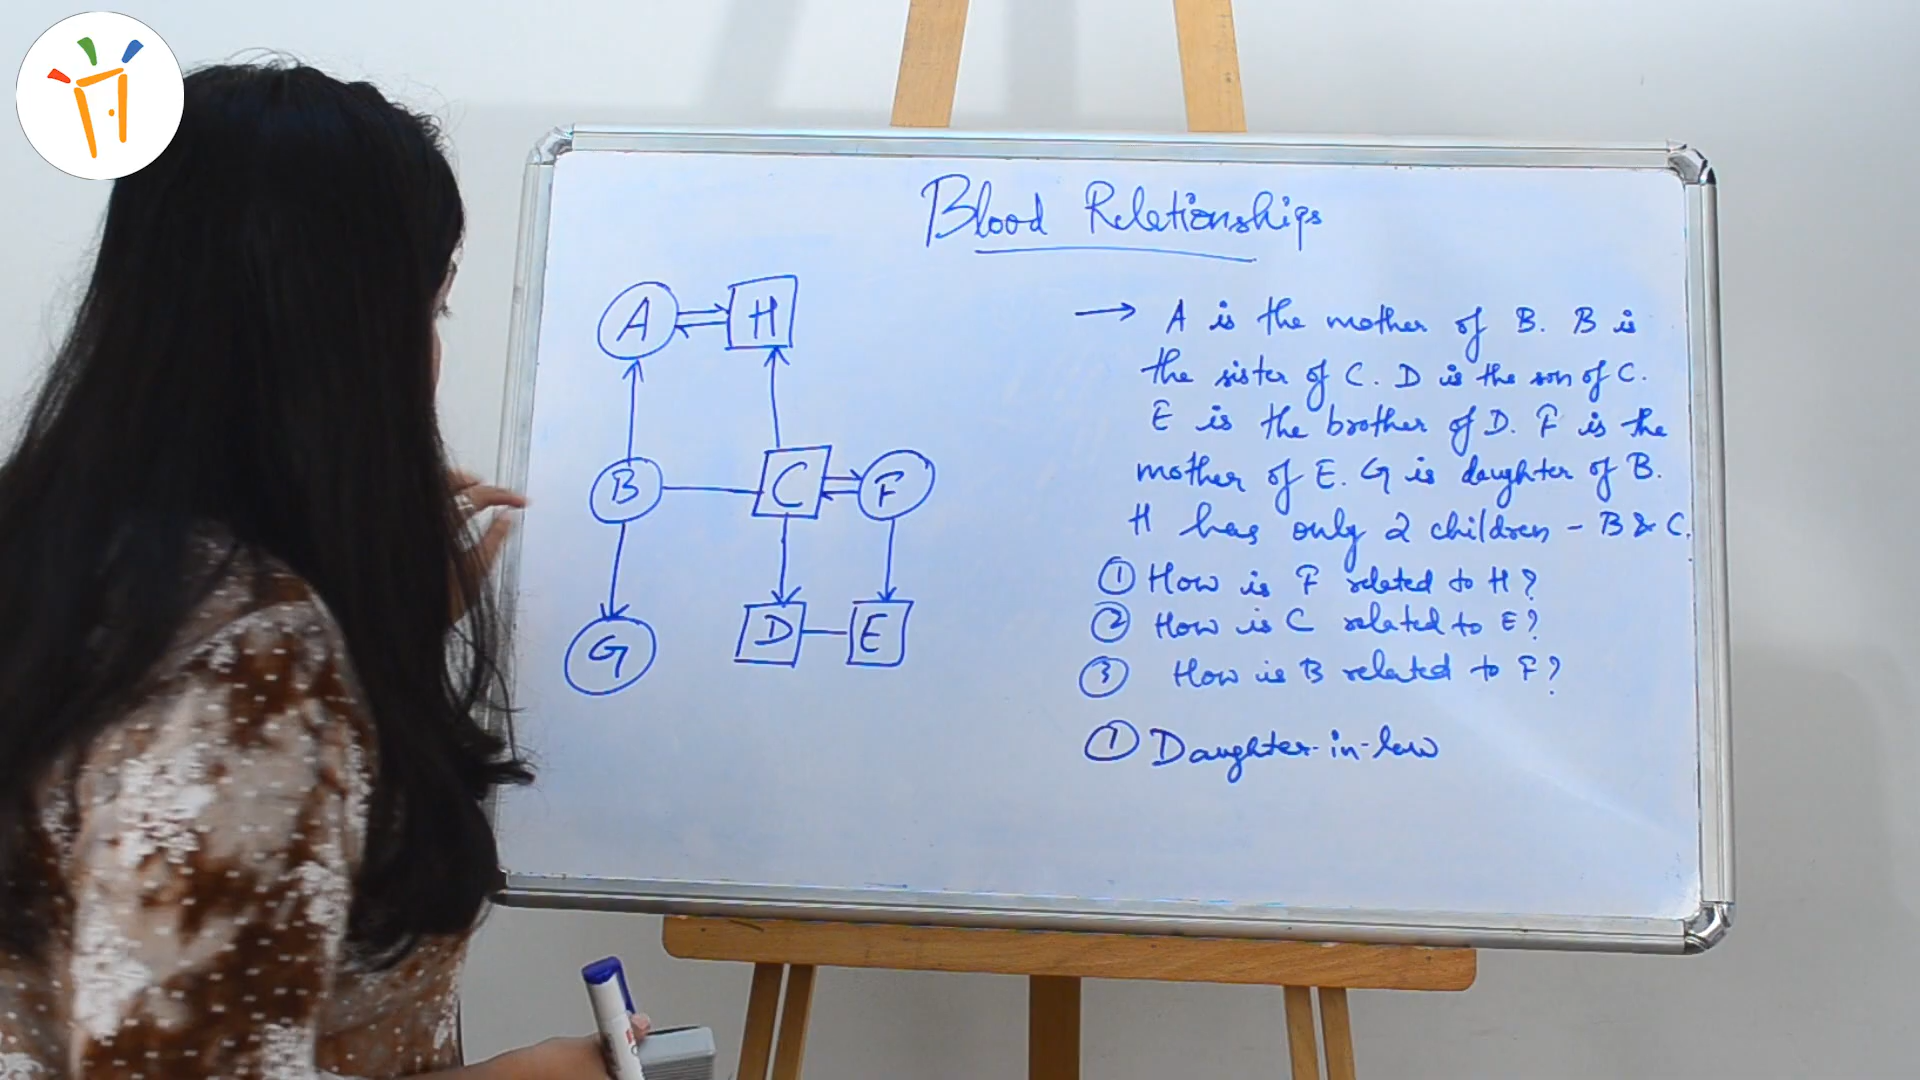 Blood Relationships
A H
B C F
G D E
→ A is the mother of B. B is
the sister of C. D is the son of C.
E is the brother of D. F is the
mother of E. G is daughter of B.
H has only 2 children - B & C.
① How is F related to H?
② How is C related to E?
③ How is B related to F?
① Daughter-in-law